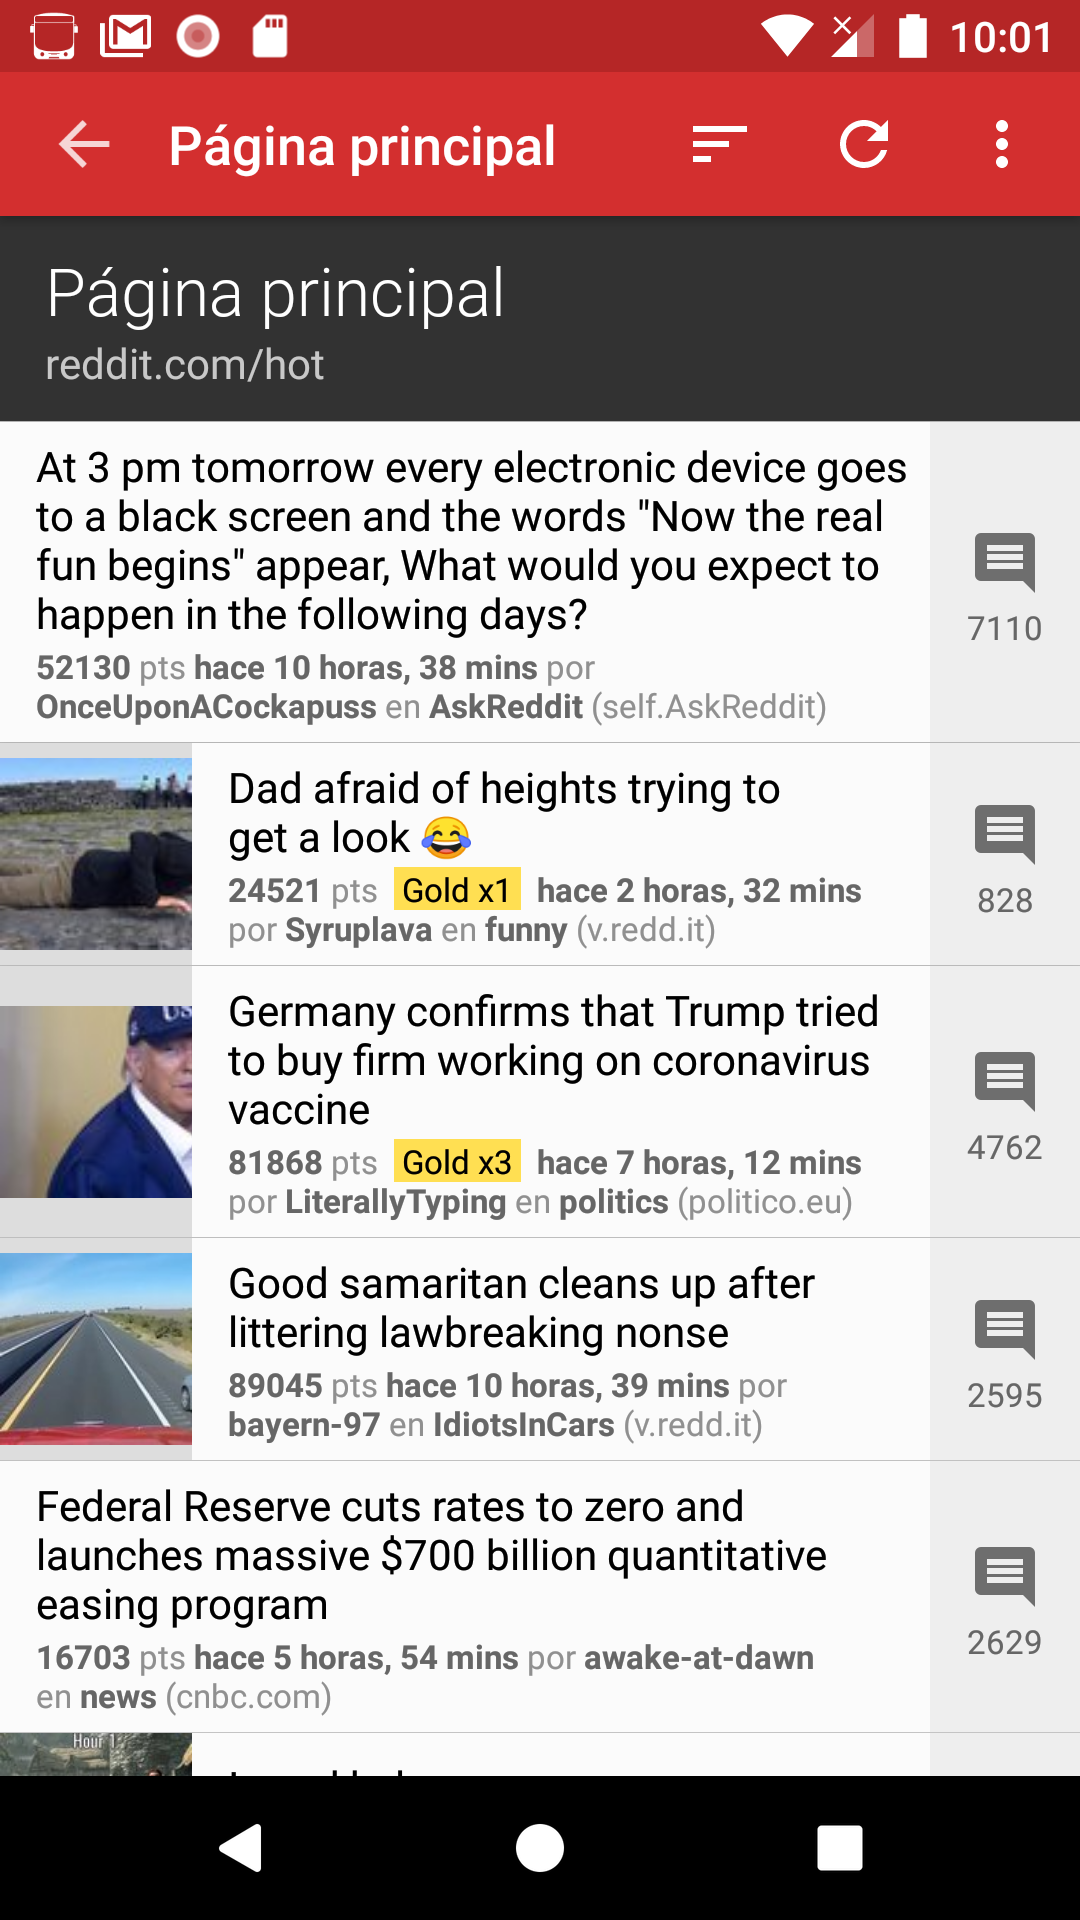 10:01
Página principal
Página principal
reddit.com/hot
At 3 pm tomorrow every electronic device goes
to a black screen and the words "Now the real
fun begins" appear, What would you expect to
happen in the following days?
52130 pts hace 10 horas, 38 mins por
OnceUponACockapuss en AskReddit (self.AskReddit)
7110
Dad afraid of heights trying to
get a look 😂
24521 pts Gold x1 hace 2 horas, 32 mins
por Syruplava en funny (v.redd.it)
828
US
Germany confirms that Trump tried
to buy firm working on coronavirus
vaccine
81868 pts Gold x3 hace 7 horas, 12 mins
por LiterallyTyping en politics (politico.eu)
4762
Good samaritan cleans up after
littering lawbreaking nonse
89045 pts hace 10 horas, 39 mins por
bayern-97 en IdiotsInCars (v.redd.it)
2595
Federal Reserve cuts rates to zero and
launches massive $700 billion quantitative
easing program
16703 pts hace 5 horas, 54 mins por awake-at-dawn
en news (cnbc.com)
2629
Hour 1